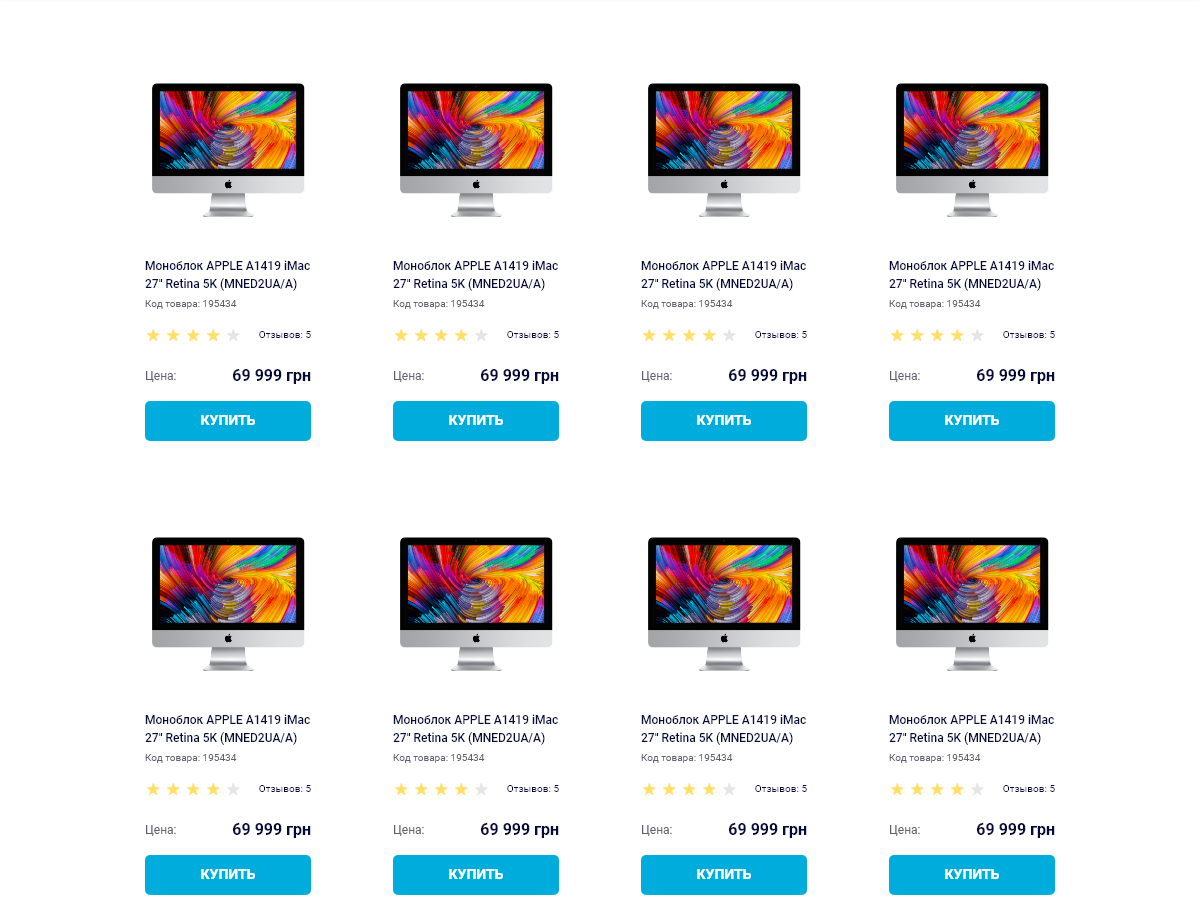 Моноблок APPLE A1419 iMac
27" Retina 5K (MNED2UA/A)
Код товара: 195434
Отзывов: 5
Цена: 69 999 грн
КУПИТЬ
Моноблок APPLE A1419 iMac
27" Retina 5K (MNED2UA/A)
Код товара: 195434
Отзывов: 5
Цена: 69 999 грн
КУПИТЬ
Моноблок APPLE A1419 iMac
27" Retina 5K (MNED2UA/A)
Код товара: 195434
Отзывов: 5
Цена: 69 999 грн
КУПИТЬ
Моноблок APPLE A1419 iMac
27" Retina 5K (MNED2UA/A)
Код товара: 195434
Отзывов: 5
Цена: 69 999 грн
КУПИТЬ
Моноблок APPLE A1419 iMac
27" Retina 5K (MNED2UA/A)
Код товара: 195434
Отзывов: 5
Цена: 69 999 грн
КУПИТЬ
Моноблок APPLE A1419 iMac
27" Retina 5K (MNED2UA/A)
Код товара: 195434
Отзывов: 5
Цена: 69 999 грн
КУПИТЬ
Моноблок APPLE A1419 iMac
27" Retina 5K (MNED2UA/A)
Код товара: 195434
Отзывов: 5
Цена: 69 999 грн
КУПИТЬ
Моноблок APPLE A1419 iMac
27" Retina 5K (MNED2UA/A)
Код товара: 195434
Отзывов: 5
Цена: 69 999 грн
КУПИТЬ